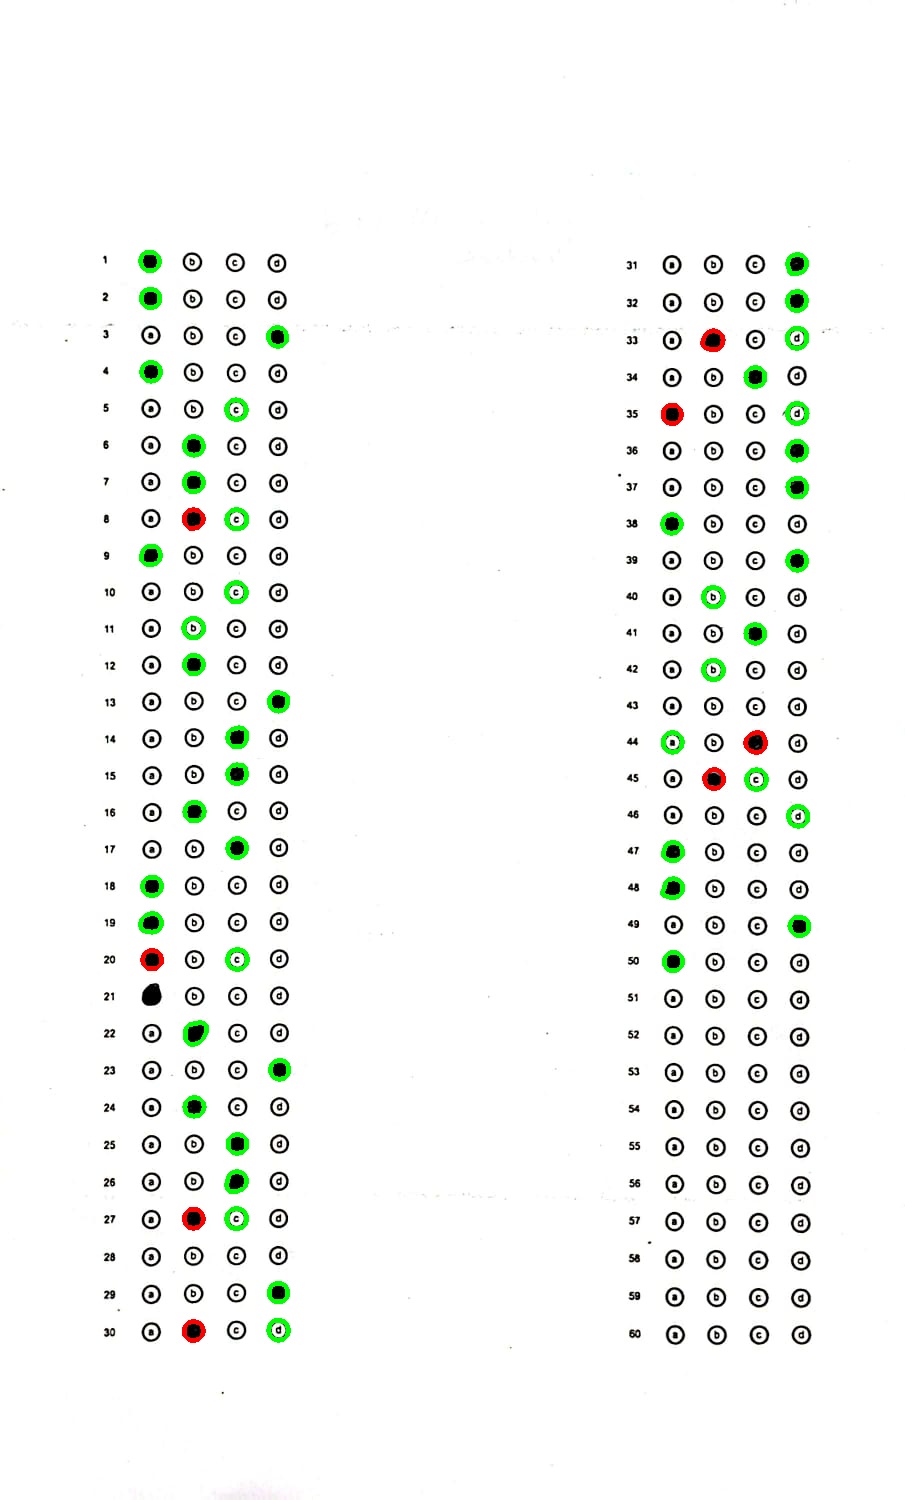 1 b c d
2 b c d
3 a b c
4 b c d
5 a b c d
6 a c d
7 a c d
8 a c d
9 b c d
10 a b c d
11 a b c d
12 a c d
13 a b c
14 a b d
15 a b d
16 a c d
17 a b d
18 b c d
19 b c d
20 b c d
21 b c d
22 a c d
23 a b c
24 a c d
25 a b d
26 a b d
27 a c d
28 a b c d
29 a b c
30 a c d
31 a b c
32 a b c
33 a c d
34 a b d
35 b c d
36 a b c
37 a b c
38 b c d
39 a b c
40 a b c d
41 a b d
42 a b c d
43 a b c d
44 a b d
45 a c d
46 a b c d
47 b c d
48 b c d
49 a b c
50 b c d
51 a b c d
52 a b c d
53 a b c d
54 a b c d
55 a b c d
56 a b c d
57 a b c d
58 a b c d
59 a b c d
60 a b c d